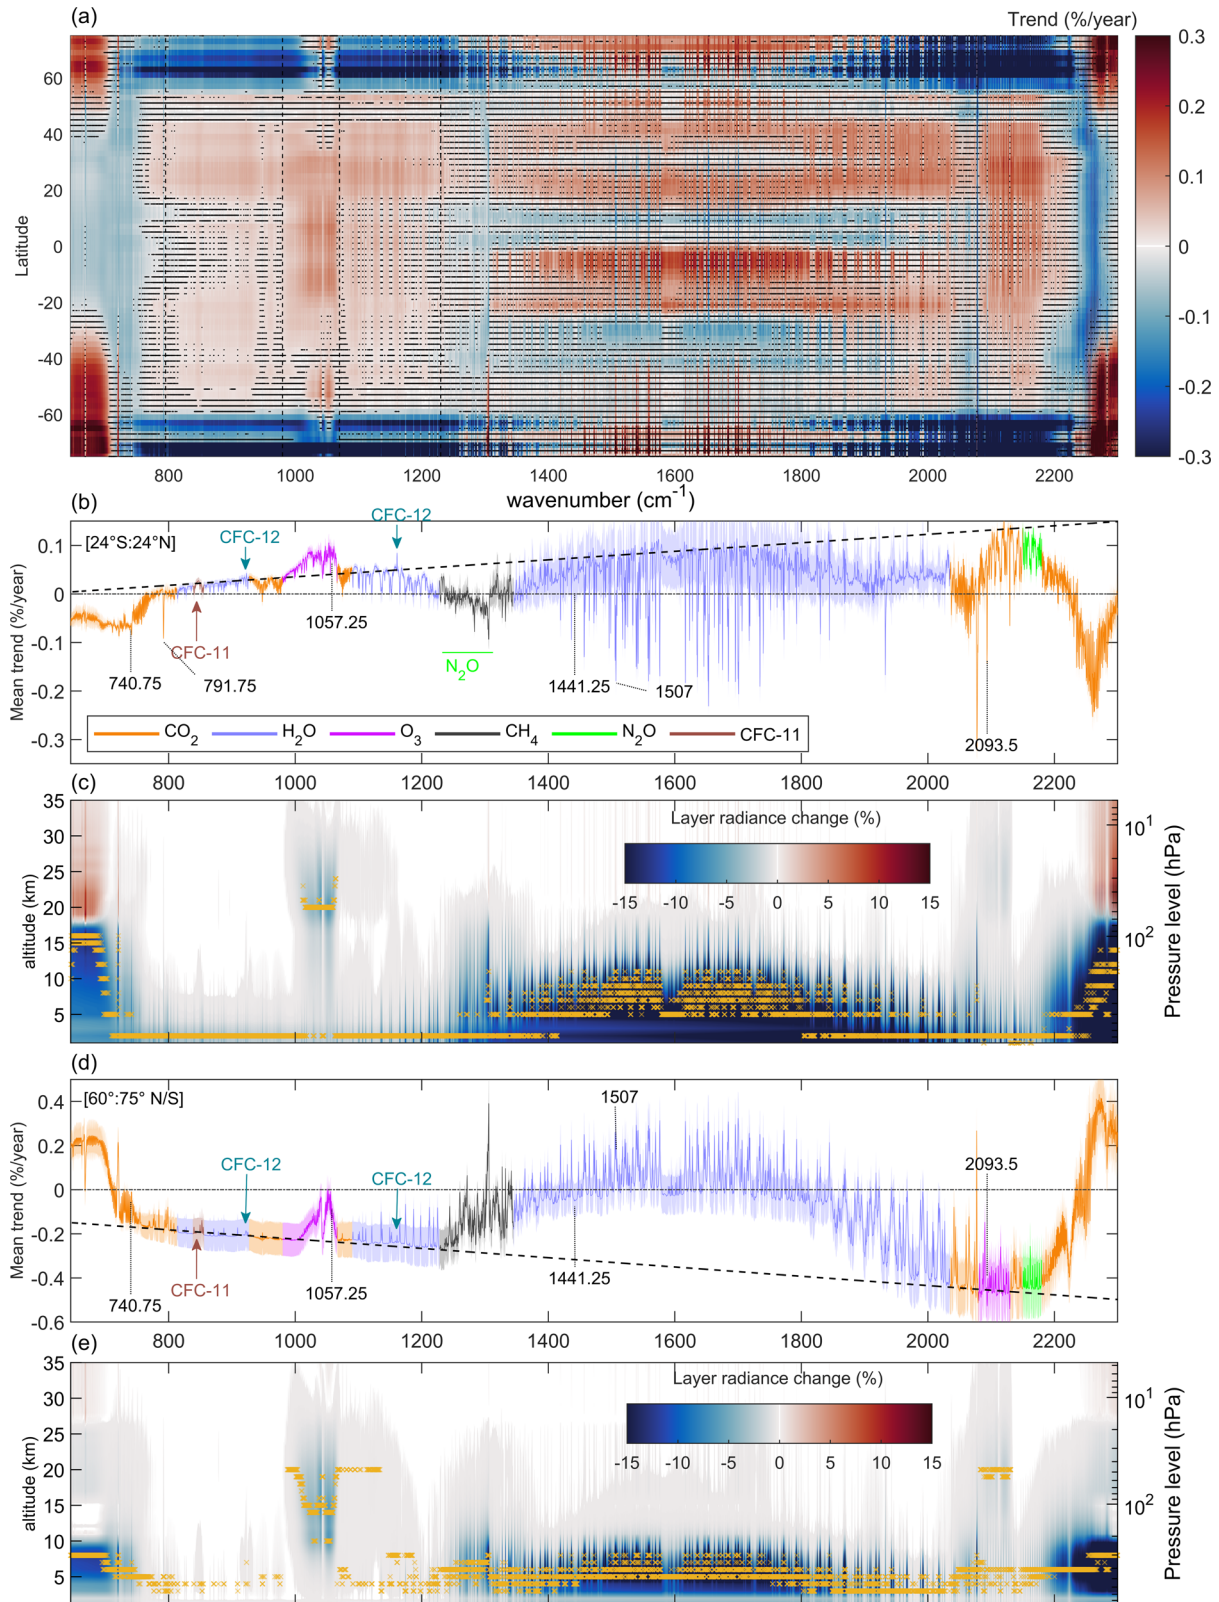 (a)
Trend (%/year)
60
40
20
0
-20
-40
-60
Latitude
0.3
0.2
0.1
0
-0.1
-0.2
-0.3
800 1000 1200 1400 1600 1800 2000 2200
wavenumber (cm-1)
(b)
[24°S:24°N]
CFC-12
CFC-12
CFC-11
N2O
740.75
791.75
1057.25
1441.25
1507
2093.5
0.1
0
-0.1
-0.2
-0.3
Mean trend (%/year)
CO2 H2O O3 CH4 N2O CFC-11
800 1000 1200 1400 1600 1800 2000 2200
(c)
35
30
25
20
15
10
5
altitude (km)
Layer radiance change (%)
-15 -10 -5 0 5 10 15
10^1
10^2
Pressure level (hPa)
(d)
[60°:75° N/S]
CFC-12
CFC-12
CFC-11
740.75
1057.25
1441.25
1507
2093.5
0.4
0.2
0
-0.2
-0.4
-0.6
Mean trend (%/year)
800 1000 1200 1400 1600 1800 2000 2200
(e)
35
30
25
20
15
10
5
altitude (km)
Layer radiance change (%)
-15 -10 -5 0 5 10 15
10^1
10^2
Pressure level (hPa)